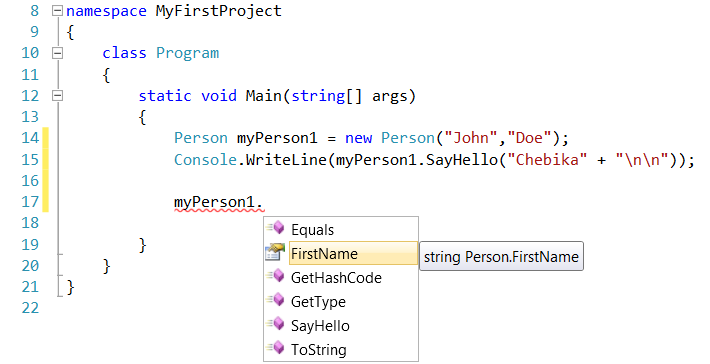 8 namespace MyFirstProject
9 {
10 class Program
11 {
12 static void Main(string[] args)
13 {
14 Person myPerson1 = new Person("John","Doe");
15 Console.WriteLine(myPerson1.SayHello("Chebika" + "\n\n"));
16
17 myPerson1.
18
Equals
19 }
FirstName string Person.FirstName
20 }
GetHashCode
21 }
GetType
22
SayHello
ToString